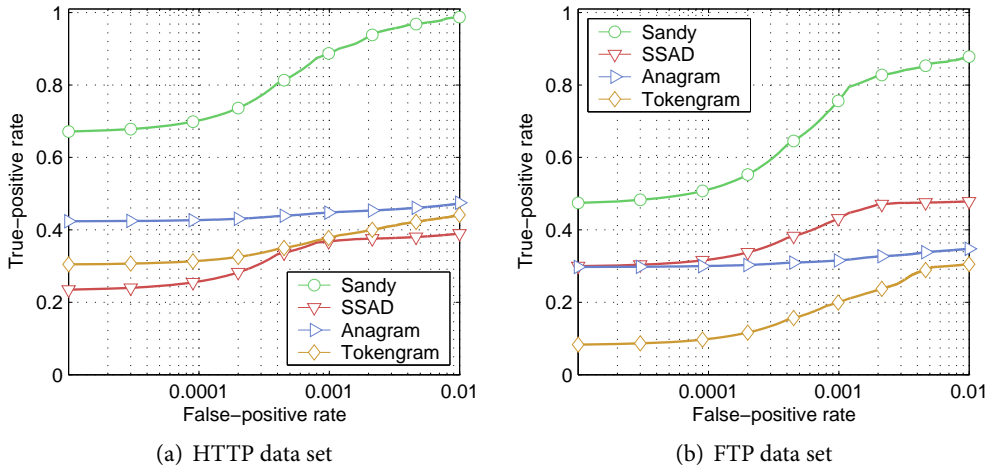 1
0.8
0.6
0.4
0.2
0
True−positive rate
0.0001
0.001
0.01
False−positive rate
Sandy
SSAD
Anagram
Tokengram
(a) HTTP data set
1
0.8
0.6
0.4
0.2
0
True−positive rate
Sandy
SSAD
Anagram
Tokengram
0.0001
0.001
0.01
False−positive rate
(b) FTP data set